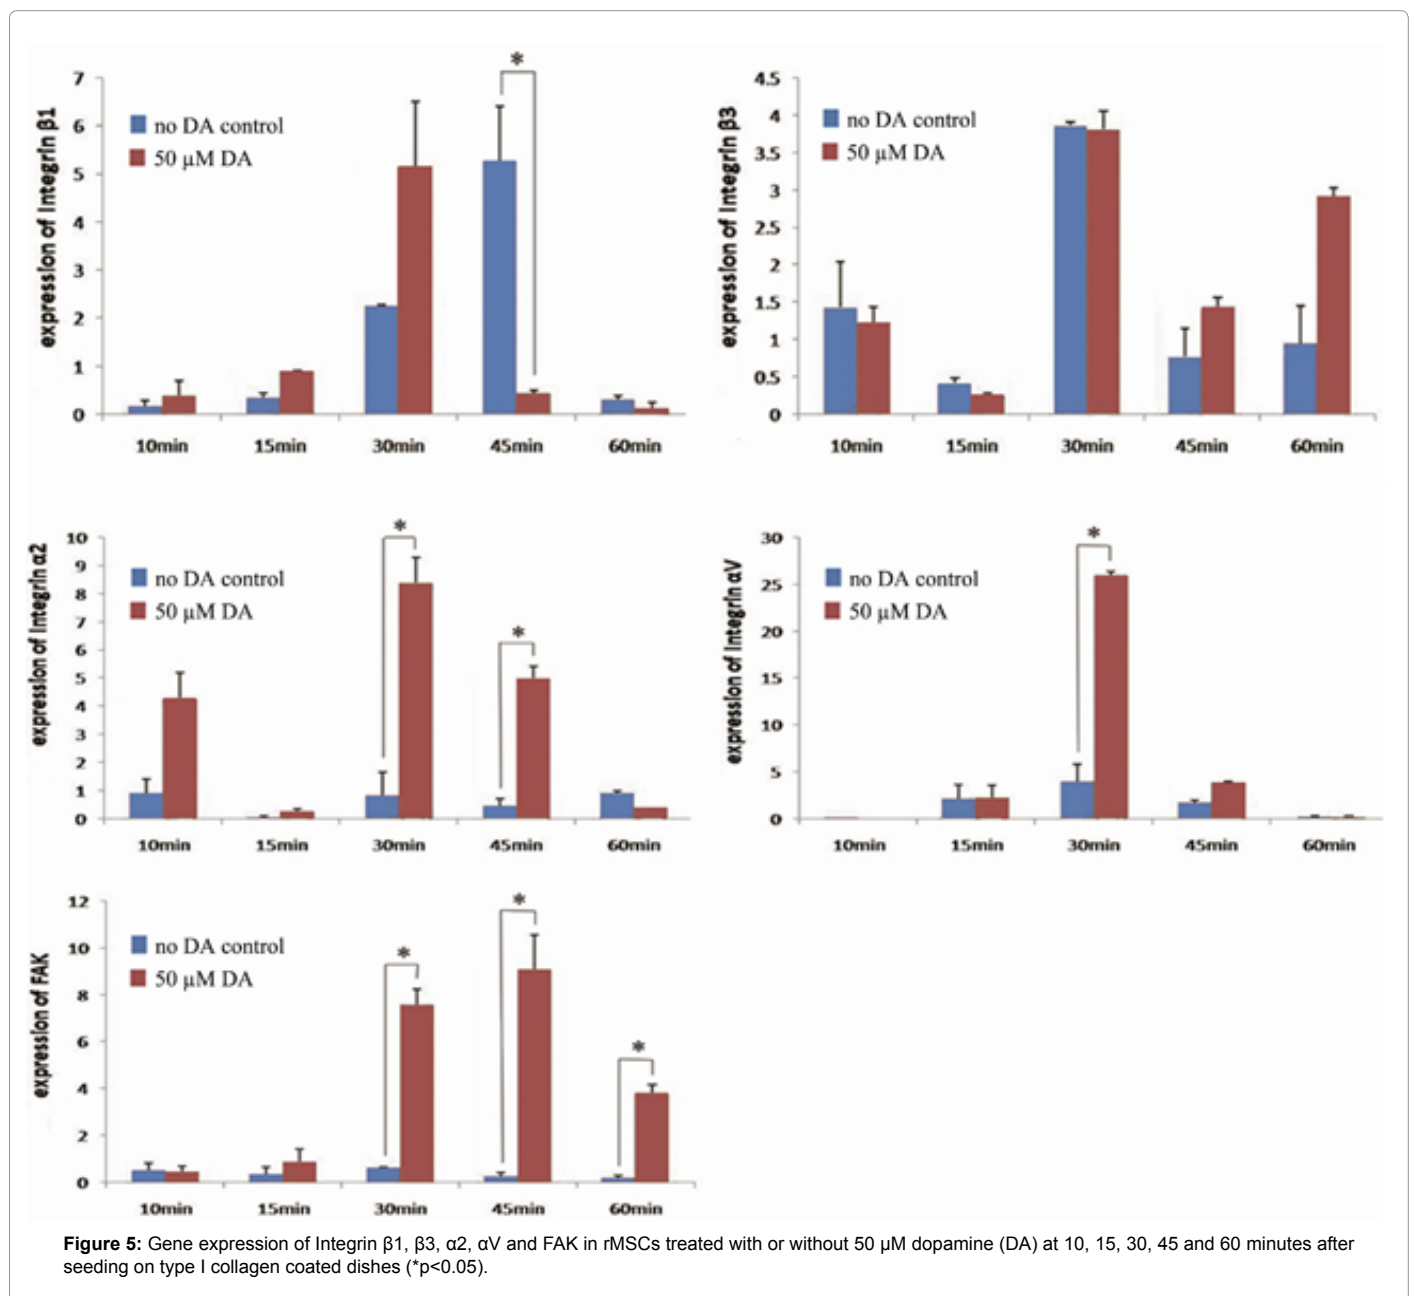 *
7
6
5
4
3
2
1
0
expression of Integrin β1
no DA control
50 µM DA
10min 15min 30min 45min 60min
4.5
4
3.5
3
2.5
2
1.5
1
0.5
0
expression of Integrin β3
no DA control
50 µM DA
10min 15min 30min 45min 60min
*
*
10
9
8
7
6
5
4
3
2
1
0
expression of Integrin α2
no DA control
50 µM DA
10min 15min 30min 45min 60min
*
30
25
20
15
10
5
0
expression of Integrin αV
no DA control
50 µM DA
10min 15min 30min 45min 60min
*
*
*
12
10
8
6
4
2
0
expression of FAK
no DA control
50 µM DA
10min 15min 30min 45min 60min
Figure 5: Gene expression of Integrin β1, β3, α2, αV and FAK in rMSCs treated with or without 50 µM dopamine (DA) at 10, 15, 30, 45 and 60 minutes after
seeding on type I collagen coated dishes (*p<0.05).